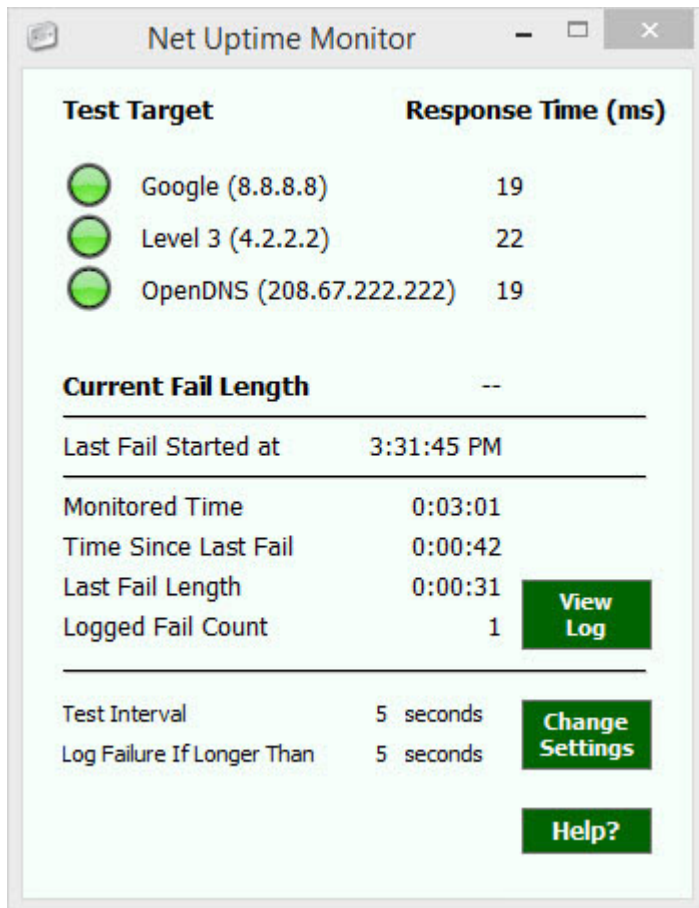 Net Uptime Monitor
Test Target Response Time (ms)
Google (8.8.8.8) 19
Level 3 (4.2.2.2) 22
OpenDNS (208.67.222.222) 19
Current Fail Length --
Last Fail Started at 3:31:45 PM
Monitored Time 0:03:01
Time Since Last Fail 0:00:42
Last Fail Length 0:00:31
Logged Fail Count 1
View
Log
Test Interval 5 seconds
Log Failure If Longer Than 5 seconds
Change
Settings
Help?